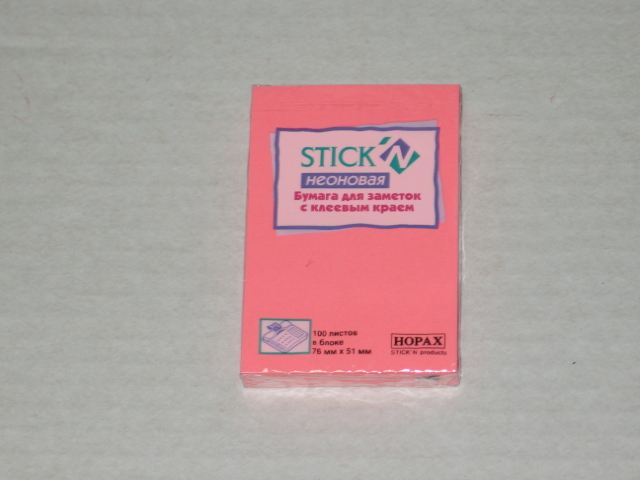 STICK'N
неоновая
Бумага для заметок
с клеевым краем
100 листов
в блоке
76 мм x 51 мм
HOPAX
STICK'N products